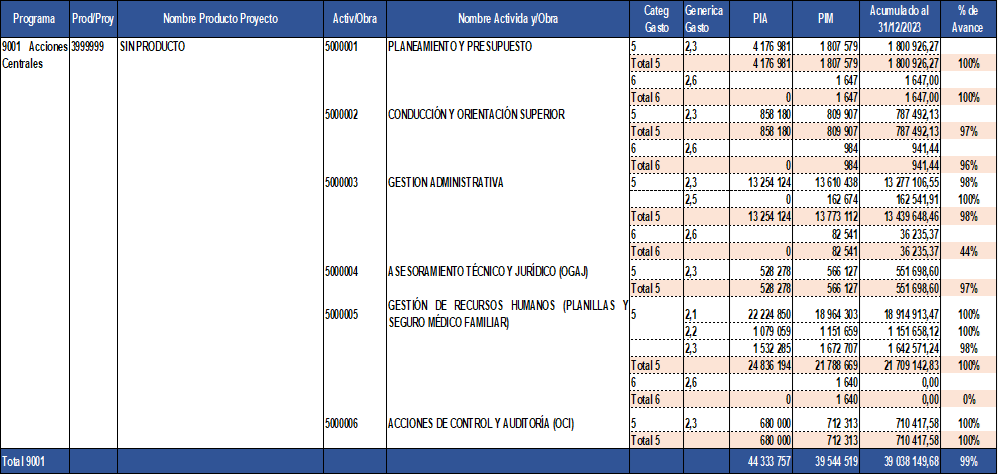 Programa Prod/Proy Nombre Producto Proyecto Activ/Obra Nombre Activida y/Obra Categ Gasto Generica Gasto PIA PIM Acumulado al 31/12/2023 % de Avance
9001 Acciones Centrales 3999999 SIN PRODUCTO 5000001 PLANEAMIENTO Y PRESUPUESTO 5 2,3 4 176 981 1 807 579 1 800 926,27
Total 5 4 176 981 1 807 579 1 800 926,27 100%
6 2,6 1 647 1 647,00
Total 6 0 1 647 1 647,00 100%
5000002 CONDUCCIÓN Y ORIENTACIÓN SUPERIOR 5 2,3 858 180 809 907 787 492,13
Total 5 858 180 809 907 787 492,13 97%
6 2,6 984 941,44
Total 6 0 984 941,44 96%
5000003 GESTION ADMINISTRATIVA 5 2,3 13 254 124 13 610 438 13 277 106,55 98%
2,5 162 674 162 541,91 100%
Total 5 13 254 124 13 773 112 13 439 648,46 98%
6 2,6 82 541 36 235,37
Total 6 0 82 541 36 235,37 44%
5000004 ASESORAMIENTO TÉCNICO Y JURÍDICO (OGAJ) 5 2,3 528 278 566 127 551 698,60
Total 5 528 278 566 127 551 698,60 97%
5000005 GESTIÓN DE RECURSOS HUMANOS (PLANILLAS Y SEGURO MÉDICO FAMILIAR) 5 2,1 22 224 850 18 964 303 18 914 913,47 100%
2,2 1 079 059 1 151 659 1 151 658,12 100%
2,3 1 532 285 1 672 707 1 642 571,24 98%
Total 5 24 836 194 21 788 669 21 709 142,83 100%
6 2,6 1 640 0,00
Total 6 0 1 640 0,00 0%
5000006 ACCIONES DE CONTROL Y AUDITORÍA (OCI) 5 2,3 680 000 712 313 710 417,58 100%
Total 5 680 000 712 313 710 417,58 100%
Total 9001 44 333 757 39 544 519 39 038 149,68 99%